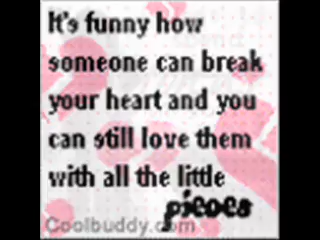 It's funny how
someone can break
your heart and you
can still love them
with all the little
pieces
Coolbuddy.com